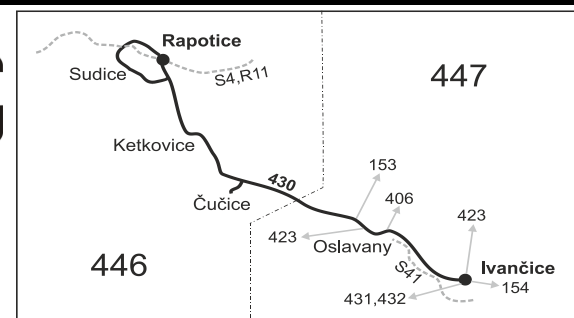 Rapotice
Sudice
S4,R11
447
Ketkovice
430
153
Čučice
406
423
423
Oslavany
S41
Ivančice
446
431,432
154